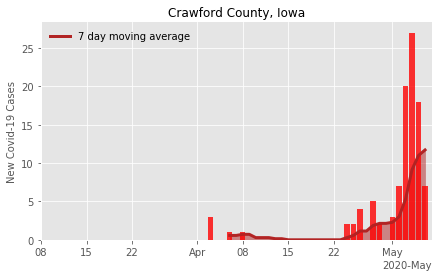 Crawford County, Iowa
7 day moving average
New Covid-19 Cases
25
20
15
10
5
0
08 15 22 Apr 08 15 22 May
2020-May